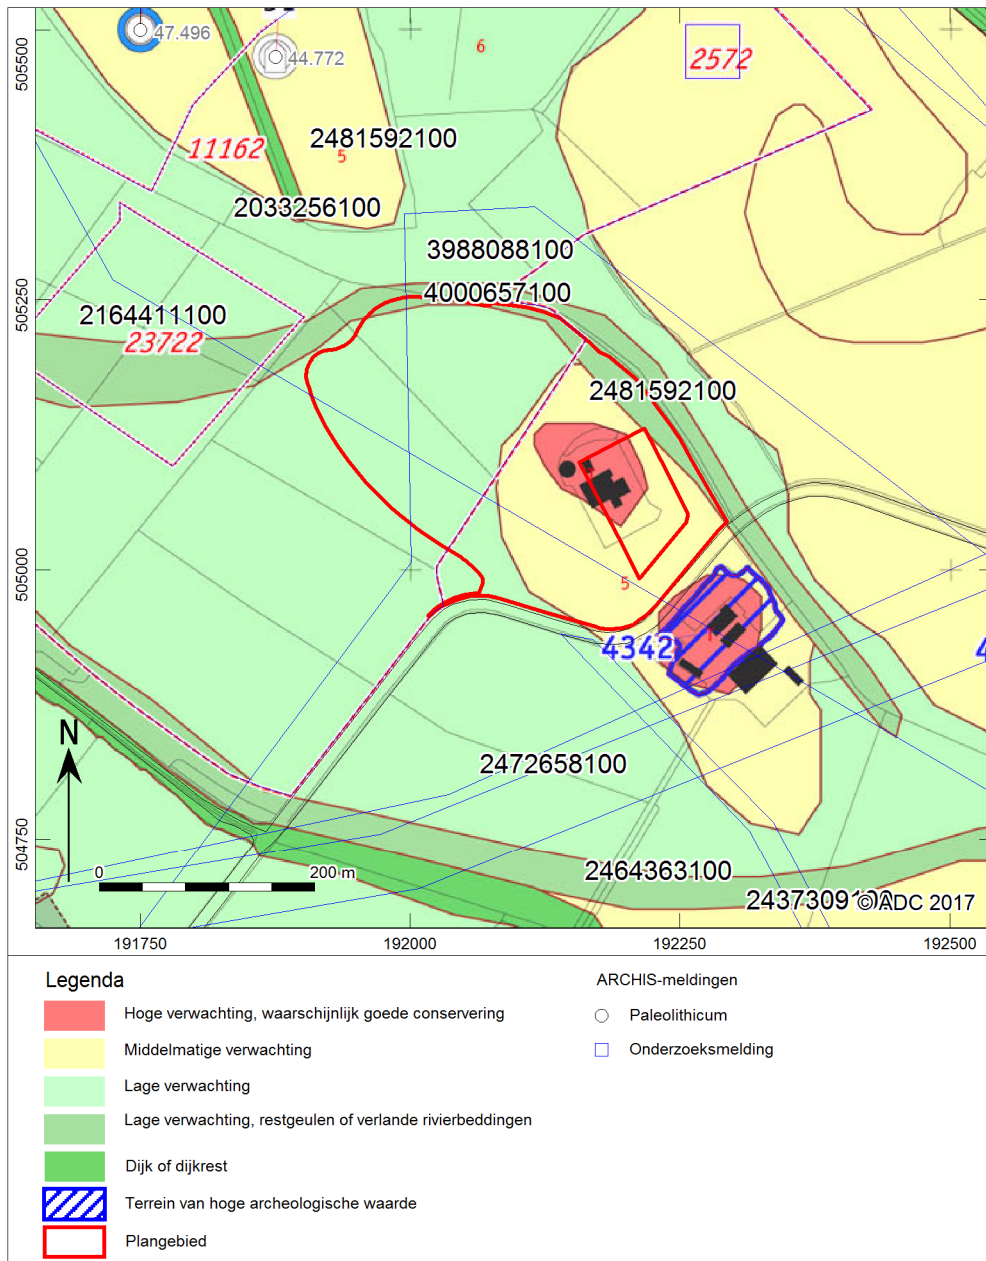 47.496
44.772
6
2572
505000
11162
2481592100
5
2033256100
3988088100
4000657100
505250
2164411100
23722
2481592100
505000
5
1
4342
4
2472658100
N
504750
0
200 m
2464363100
2437309100
© ADC 2017
191750
192000
192250
192500
Legenda
Hoge verwachting, waarschijnlijk goede conservering
Middelmatige verwachting
Lage verwachting
Lage verwachting, restgeulen of verlande rivierbeddingen
Dijk of dijkrest
Terrein van hoge archeologische waarde
Plangebied
ARCHIS-meldingen
Paleolithicum
Onderzoeksmelding